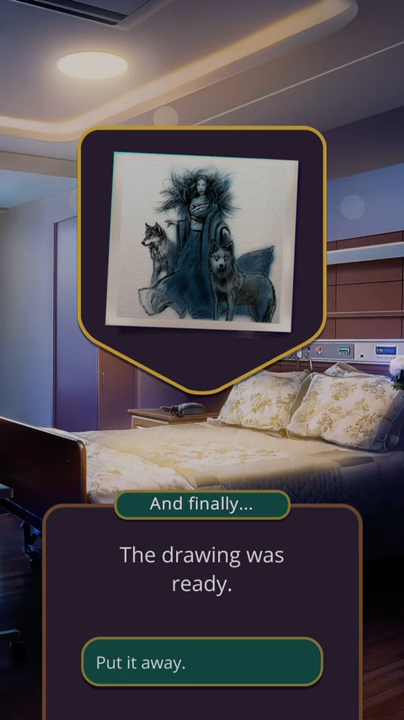 And finally...
The drawing was
ready.
Put it away.